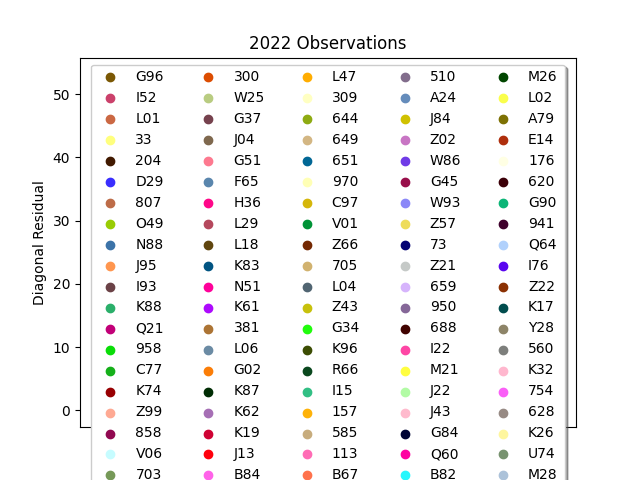 2022 Observations
Diagonal Residual
50
40
30
20
10
0
G96 300 L47 510 M26
I52 W25 309 A24 L02
L01 G37 644 J84 A79
33 J04 649 Z02 E14
204 G51 651 W86 176
D29 F65 970 G45 620
807 H36 C97 W93 G90
O49 L29 V01 Z57 941
N88 L18 Z66 73 Q64
J95 K83 705 Z21 I76
I93 N51 L04 659 Z22
K88 K61 Z43 950 K17
Q21 381 G34 688 Y28
958 L06 K96 I22 560
C77 G02 R66 M21 K32
K74 K87 I15 J22 754
Z99 K62 157 J43 628
858 K19 585 G84 K26
V06 J13 113 Q60 U74
703 B84 B67 B82 M28